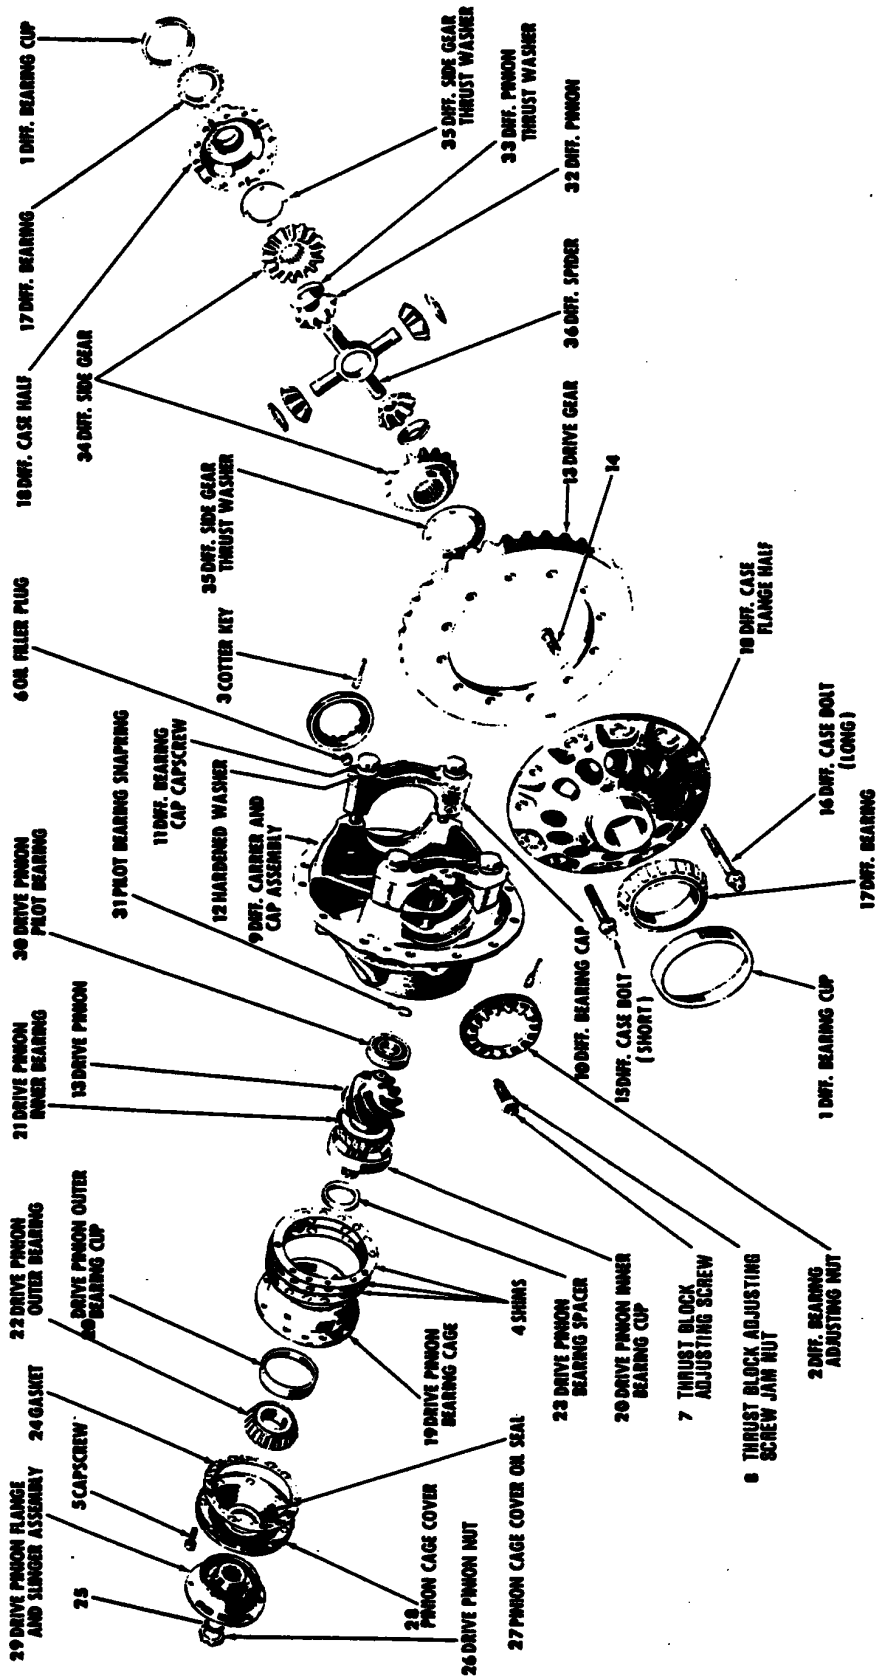 29 DRIVE PINION FLANGE
AND SLINGER ASSEMBLY
25
5 CAPSCREW
24 GASKET
22 DRIVE PINION
OUTER BEARING
20 DRIVE PINION OUTER
BEARING CUP
21 DRIVE PINION
INNER BEARING
13 DRIVE PINION
30 DRIVE PINION
PILOT BEARING
31 PILOT BEARING SNAPRING
6 OIL FILLER PLUG
11 DIFF. BEARING
CAP CAPSCREW
12 HARDENED WASHER
9 DIFF. CARRIER AND
CAP ASSEMBLY
3 COTTER KEY
35 DIFF. SIDE GEAR
THRUST WASHER
18 DIFF. CASE HALF
34 DIFF. SIDE GEAR
17 DIFF. BEARING
1 DIFF. BEARING CUP
35 DIFF. SIDE GEAR
THRUST WASHER
33 DIFF. PINION
THRUST WASHER
32 DIFF. PINION
36 DIFF. SPIDER
13 DRIVE GEAR
14
18 DIFF. CASE
FLANGE HALF
16 DIFF. CASE BOLT
(LONG)
17 DIFF. BEARING
1 DIFF. BEARING CUP
10 DIFF. BEARING CAP
15 DIFF. CASE BOLT
(SHORT)
2 DIFF. BEARING
ADJUSTING NUT
8 THRUST BLOCK ADJUSTING
SCREW JAM NUT
7 THRUST BLOCK
ADJUSTING SCREW
20 DRIVE PINION INNER
BEARING CUP
23 DRIVE PINION
BEARING SPACER
4 SHIMS
19 DRIVE PINION
BEARING CAGE
27 PINION CAGE COVER OIL SEAL
28
PINION CAGE COVER
26 DRIVE PINION NUT